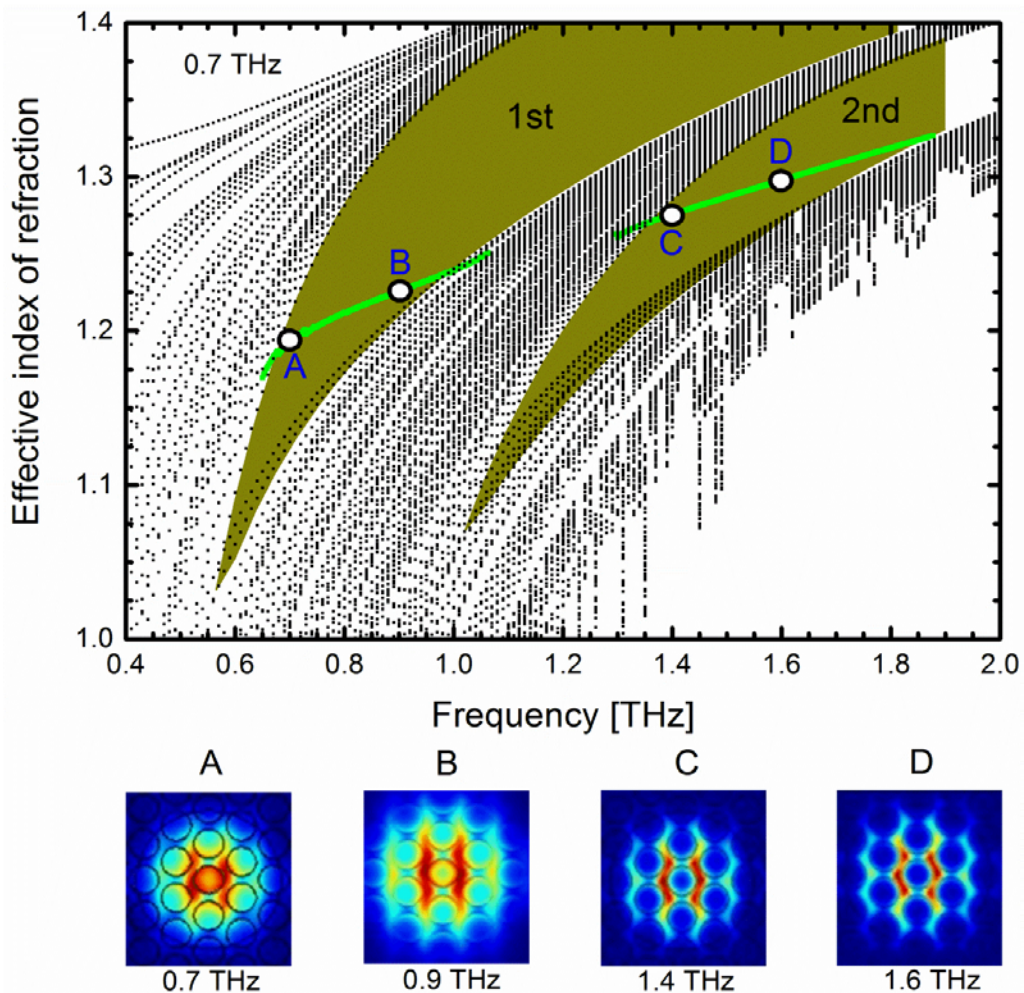 1.4
0.7 THz
1st
2nd
1.3
D
C
B
1.2
A
1.1
1.0
Effective index of refraction
0.4 0.6 0.8 1.0 1.2 1.4 1.6 1.8 2.0
Frequency [THz]
A B C D
0.7 THz 0.9 THz 1.4 THz 1.6 THz